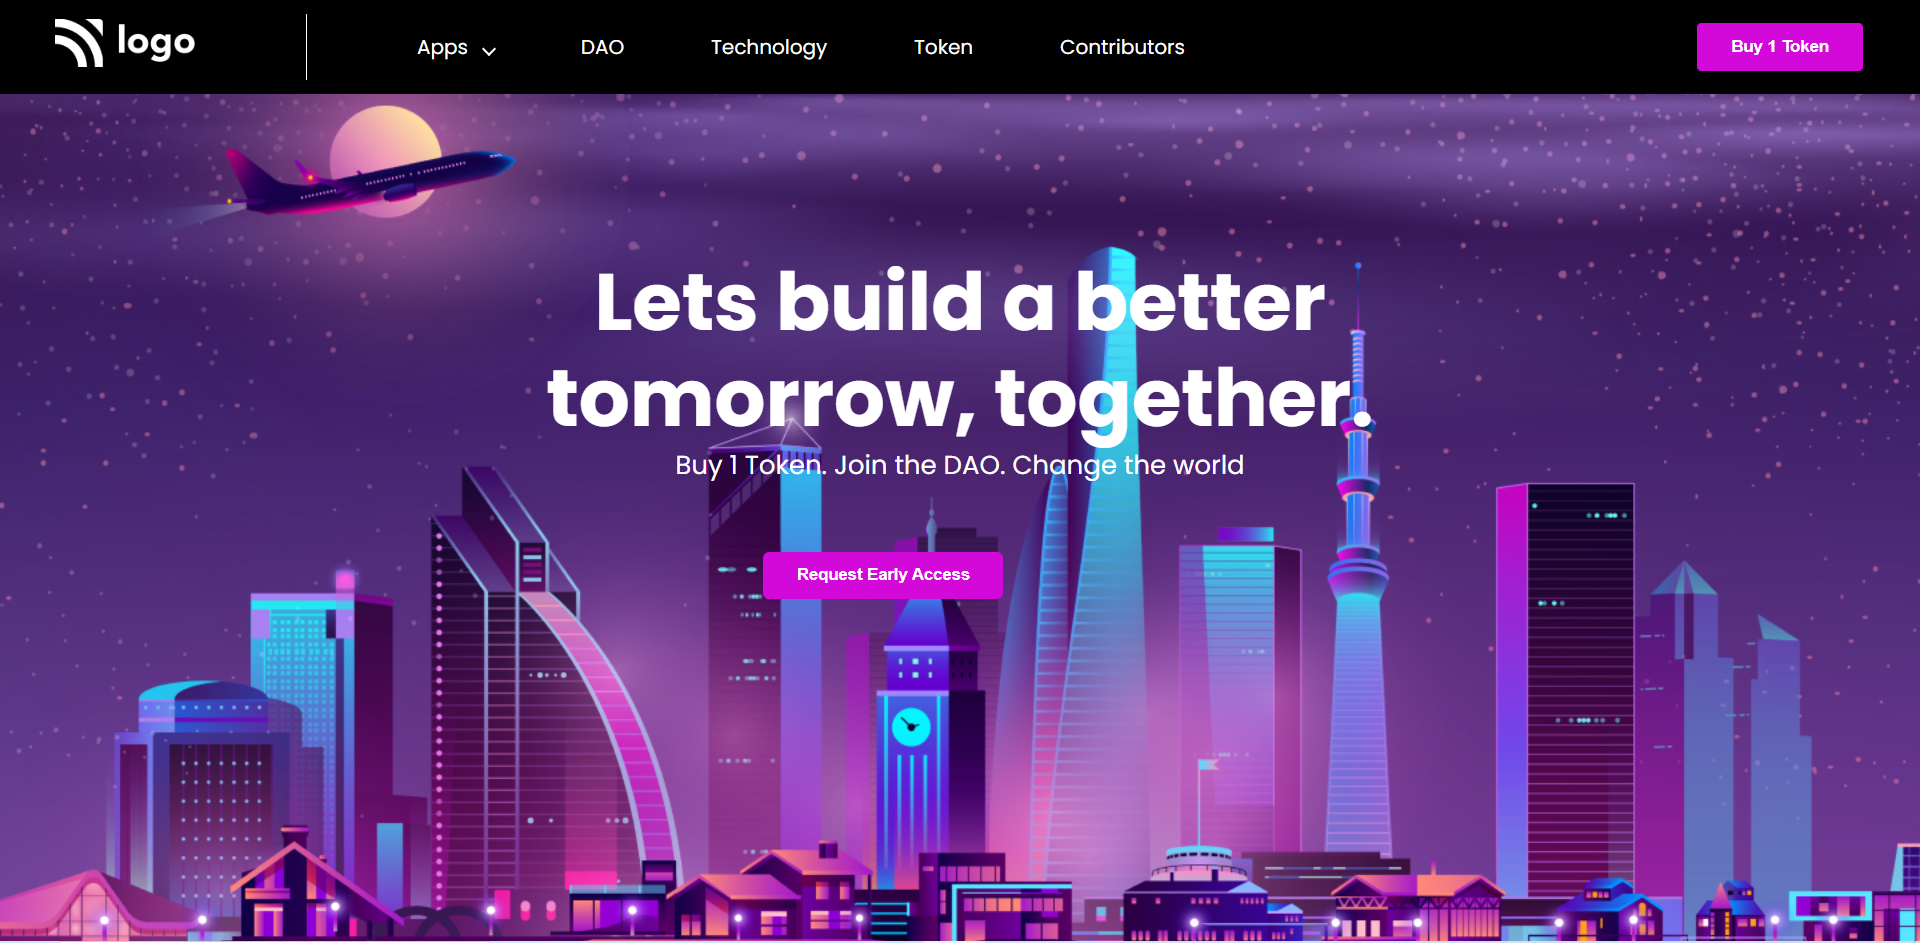 logo
Apps
DAO
Technology
Token
Contributors
Buy 1 Token
Lets build a better
tomorrow, together.
Buy 1 Token. Join the DAO. Change the world
Request Early Access